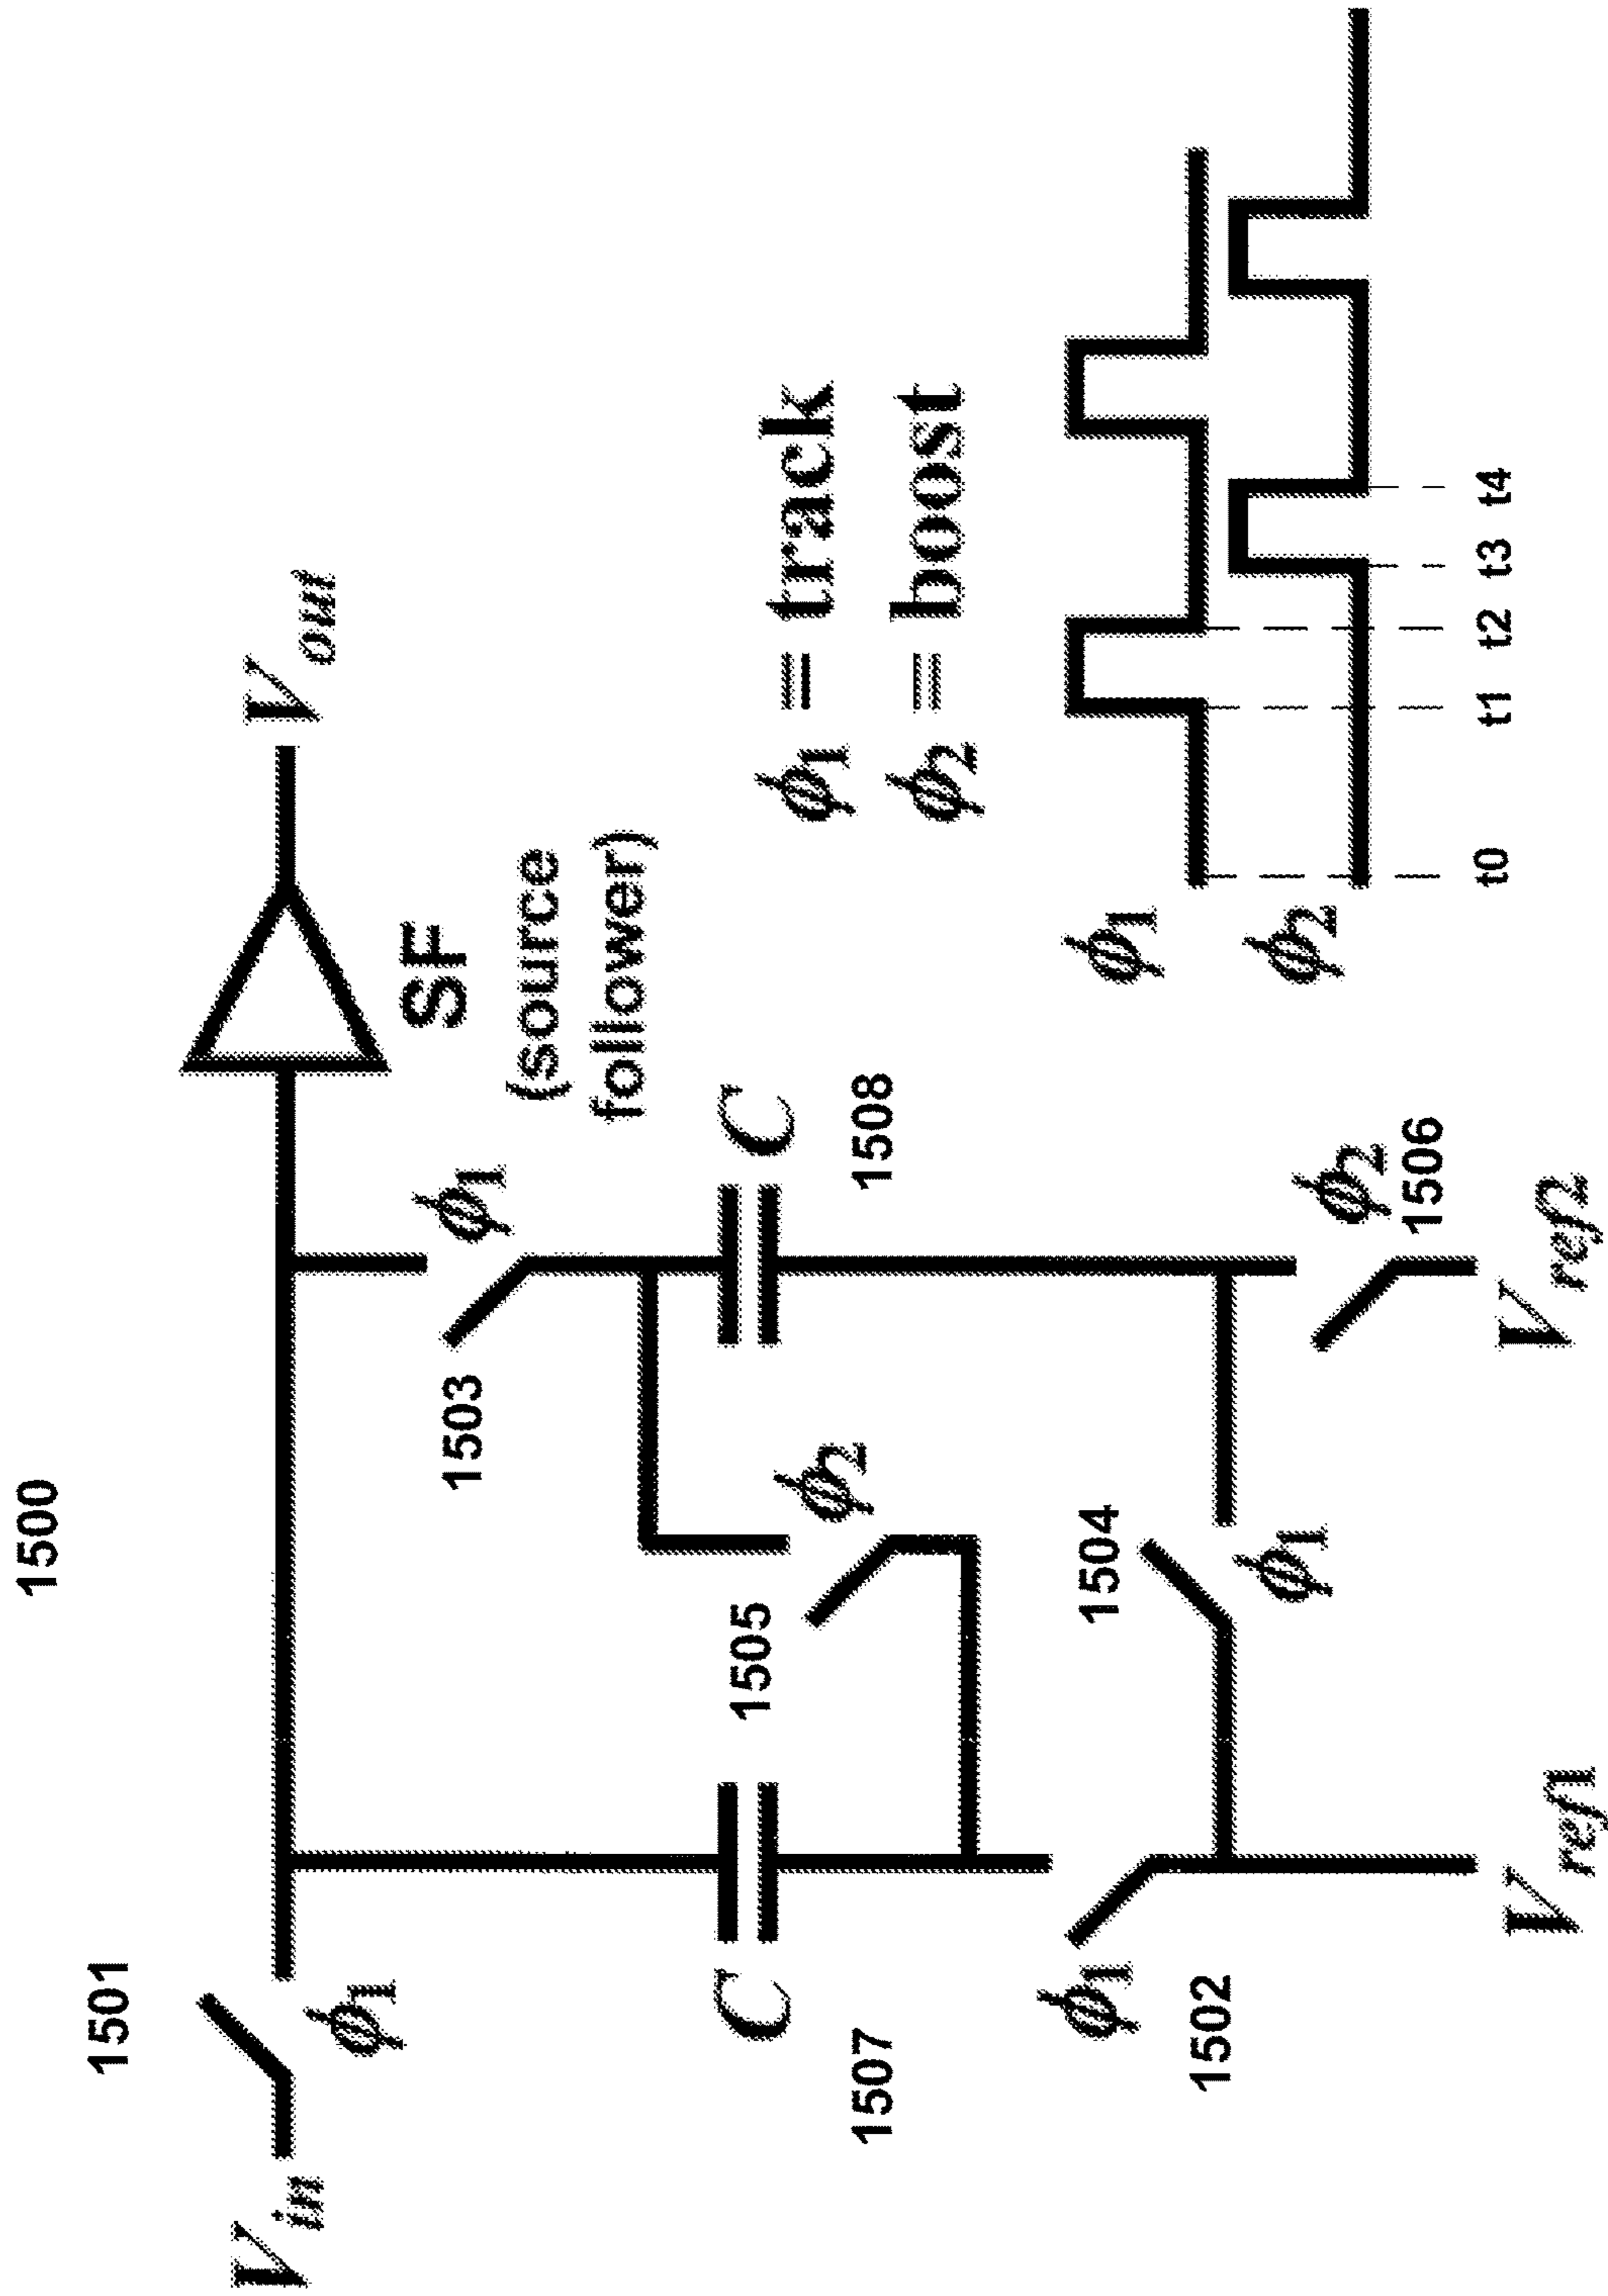 1500
1501
V_in
ϕ1
V_out
SF
(source
follower)
1503
ϕ1
C
1507
1505
ϕ2
C
1508
ϕ1 = track
ϕ2 = boost
ϕ1
1502
1504
ϕ1
ϕ2
1506
V_ref1
V_ref2
ϕ1
ϕ2
t0 t1 t2 t3 t4